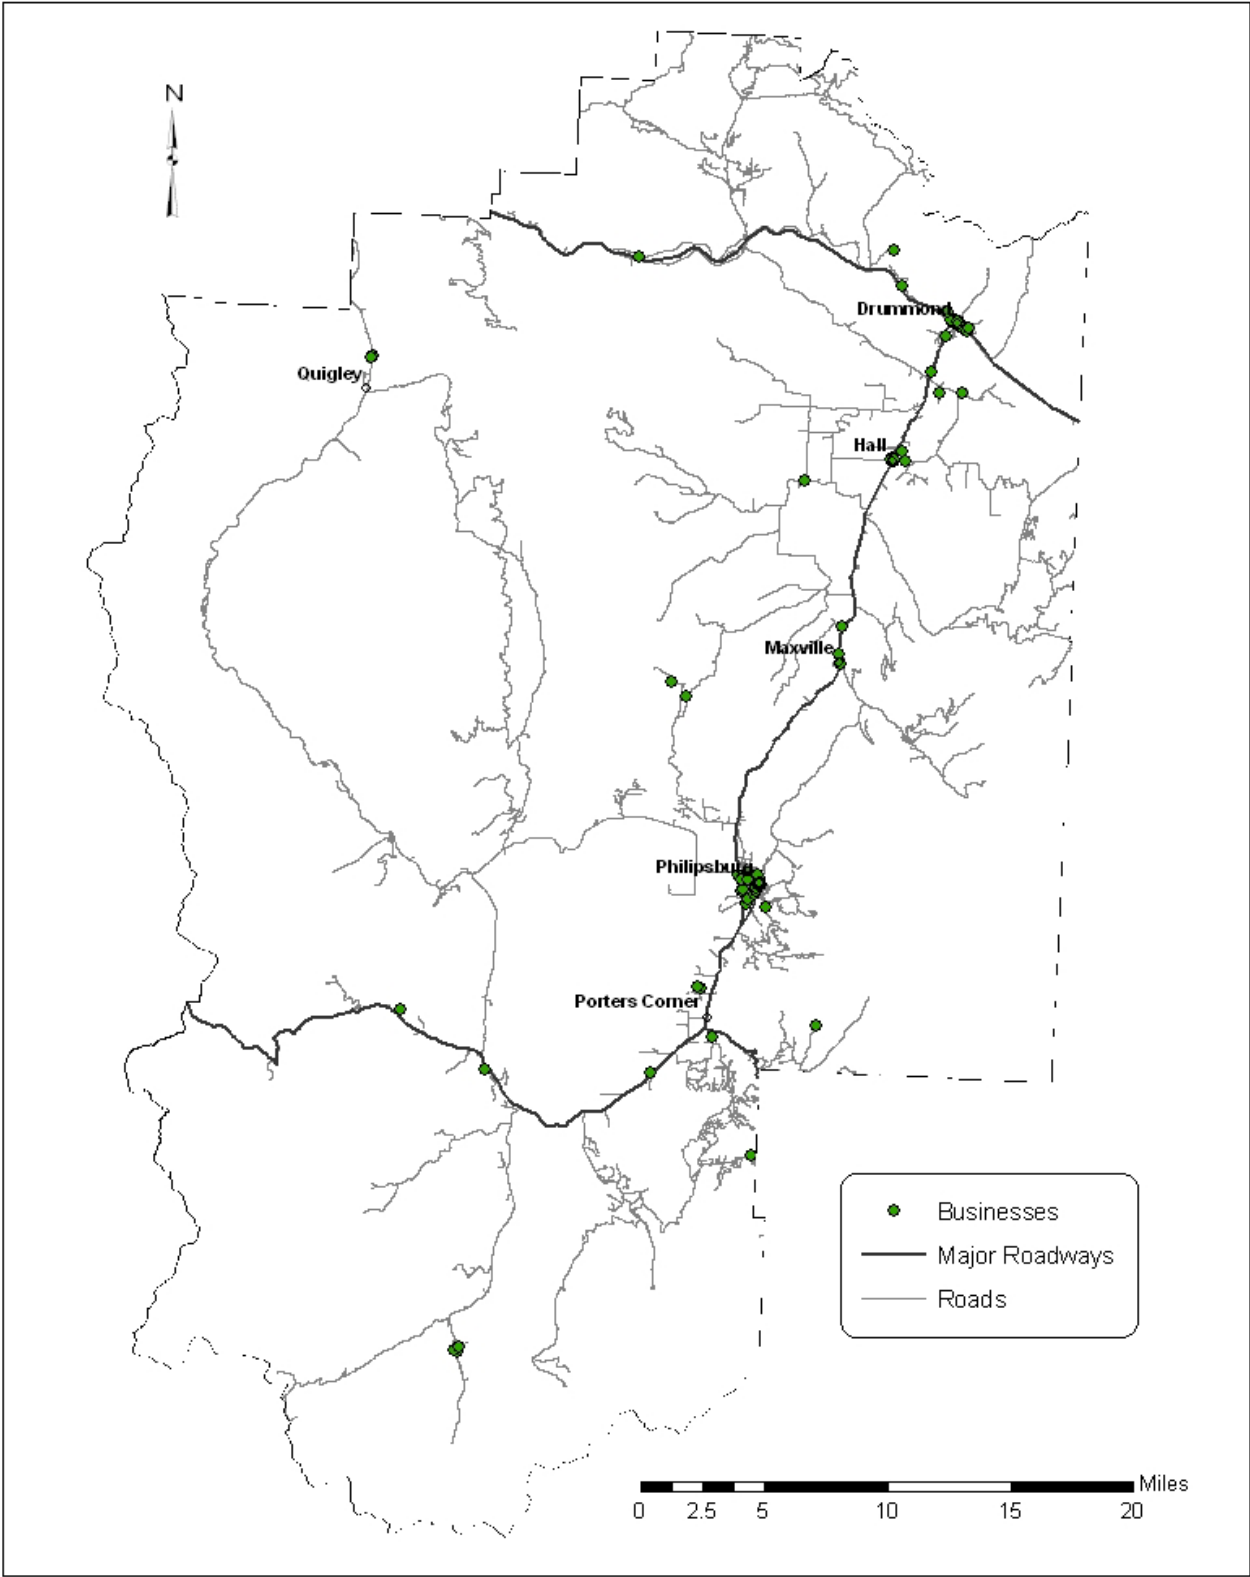 N
Drummond
Quigley
Hall
Maxville
Philipsburg
Porters Corner
Businesses
Major Roadways
Roads
Miles
0 2.5 5 10 15 20